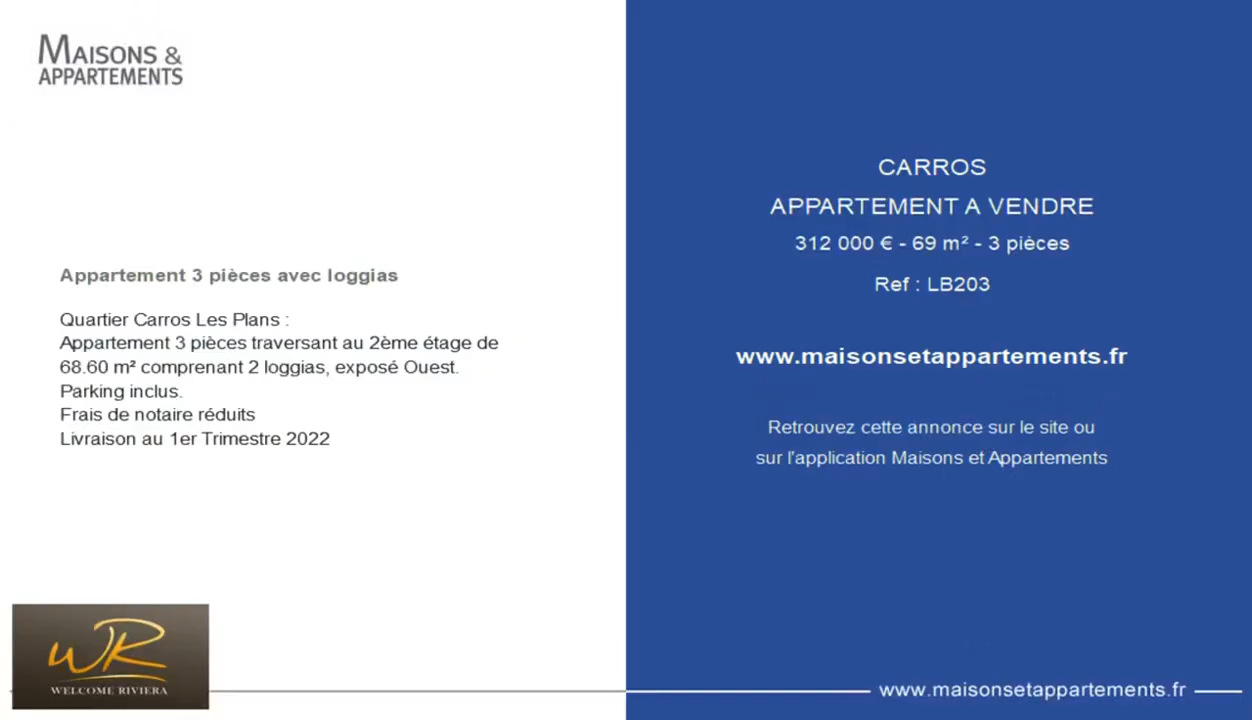 MAISONS &
APPARTEMENTS
Appartement 3 pièces avec loggias
Quartier Carros Les Plans :
Appartement 3 pièces traversant au 2ème étage de
68.60 m² comprenant 2 loggias, exposé Ouest.
Parking inclus.
Frais de notaire réduits
Livraison au 1er Trimestre 2022
WR
WELCOME RIVIERA
CARROS
APPARTEMENT A VENDRE
312 000 € - 69 m² - 3 pièces
Ref : LB203
www.maisonsetappartements.fr
Retrouvez cette annonce sur le site ou
sur l'application Maisons et Appartements
www.maisonsetappartements.fr